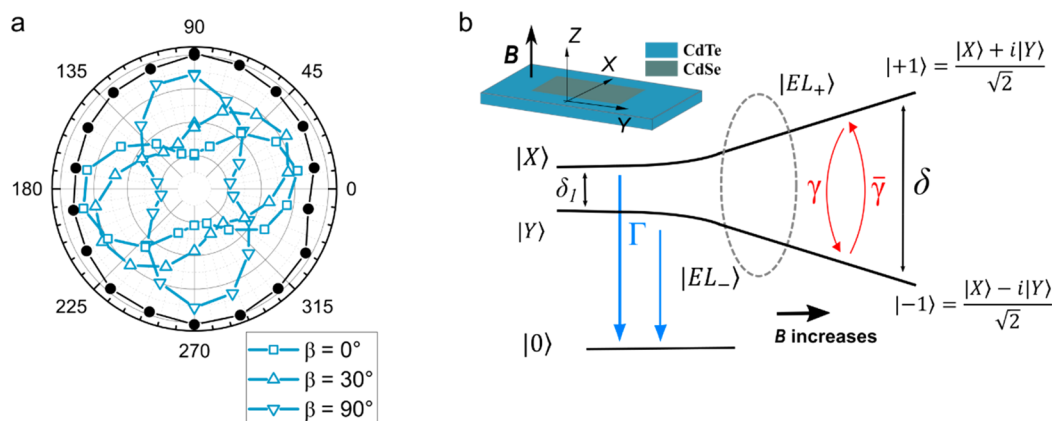 a
90
135
45
180
0
225
315
270
β = 0°
β = 30°
β = 90°
b
B
Z
X
Y
CdTe
CdSe
|+1⟩ = |X⟩ + i|Y⟩ / √2
|EL₊⟩
|X⟩
δ_l
|Y⟩
Γ
γ
γ̄
δ
|EL₋⟩
|−1⟩ = |X⟩ − i|Y⟩ / √2
|0⟩
B increases